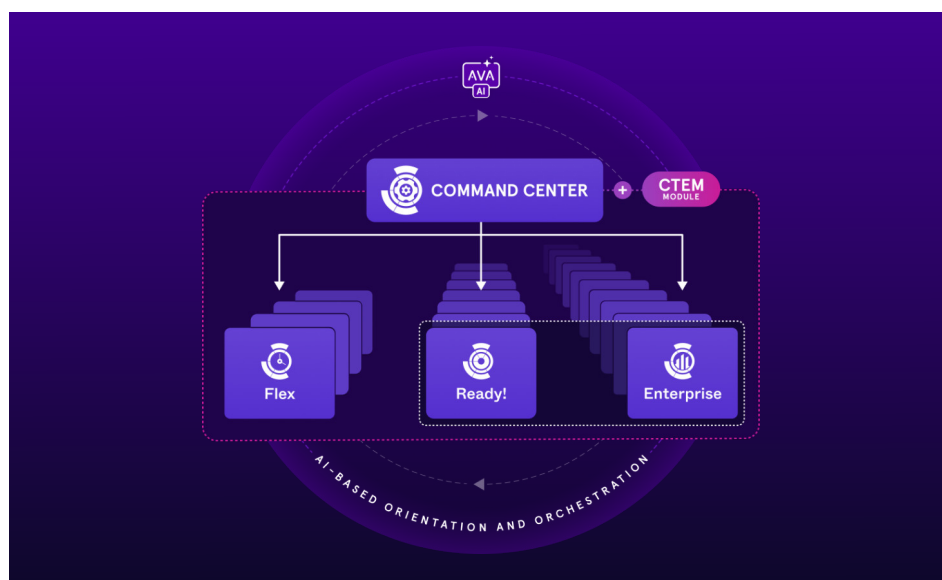 AVA
AI
COMMAND CENTER
+
CTEM
MODULE
Flex
Ready!
Enterprise
AI-BASED ORIENTATION AND ORCHESTRATION